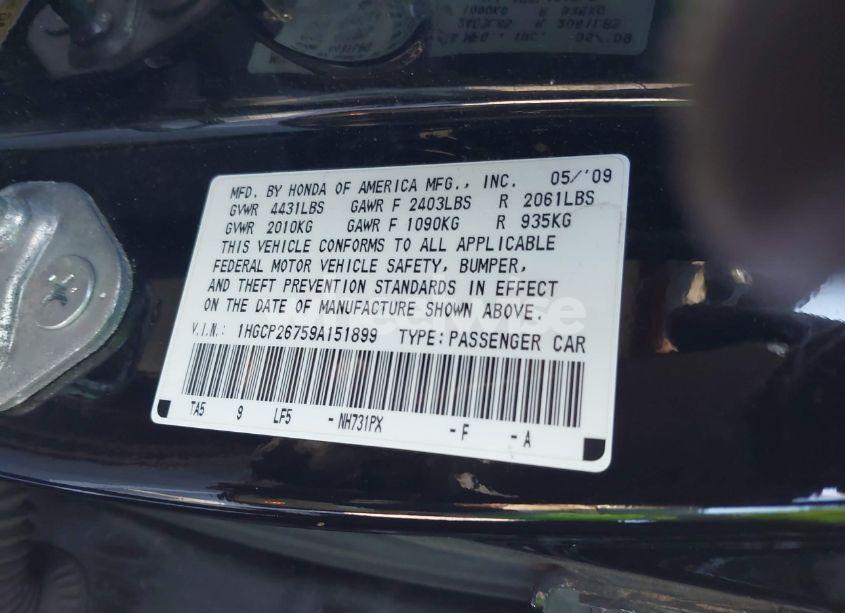 MFD. BY HONDA OF AMERICA MFG., INC. 05/'09
GVWR 4431LBS GAWR F 2403LBS R 2061LBS
GVWR 2010KG GAWR F 1090KG R 935KG
THIS VEHICLE CONFORMS TO ALL APPLICABLE
FEDERAL MOTOR VEHICLE SAFETY, BUMPER,
AND THEFT PREVENTION STANDARDS IN EFFECT
ON THE DATE OF MANUFACTURE SHOWN ABOVE.
V.I.N.: 1HGCP26759A151899 TYPE: PASSENGER CAR
TA5 9 LF5 - NH731PX - F - A